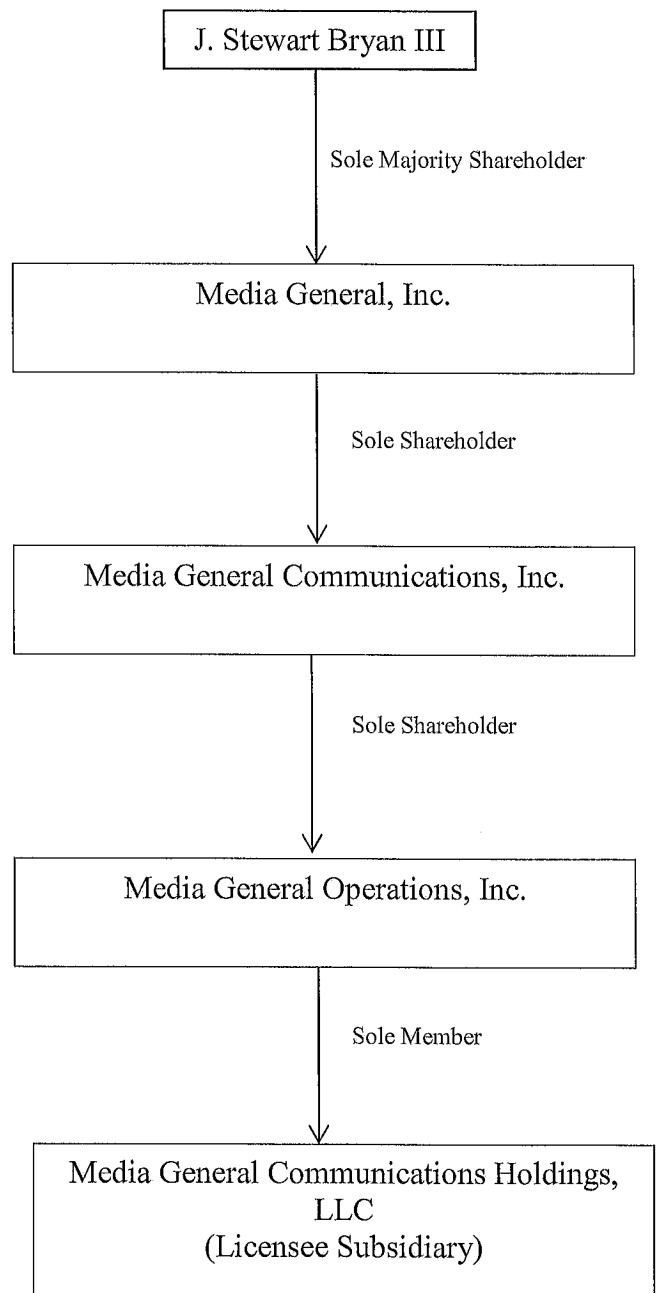 J. Stewart Bryan III
Sole Majority Shareholder
Media General, Inc.
Sole Shareholder
Media General Communications, Inc.
Sole Shareholder
Media General Operations, Inc.
Sole Member
Media General Communications Holdings,
LLC
(Licensee Subsidiary)